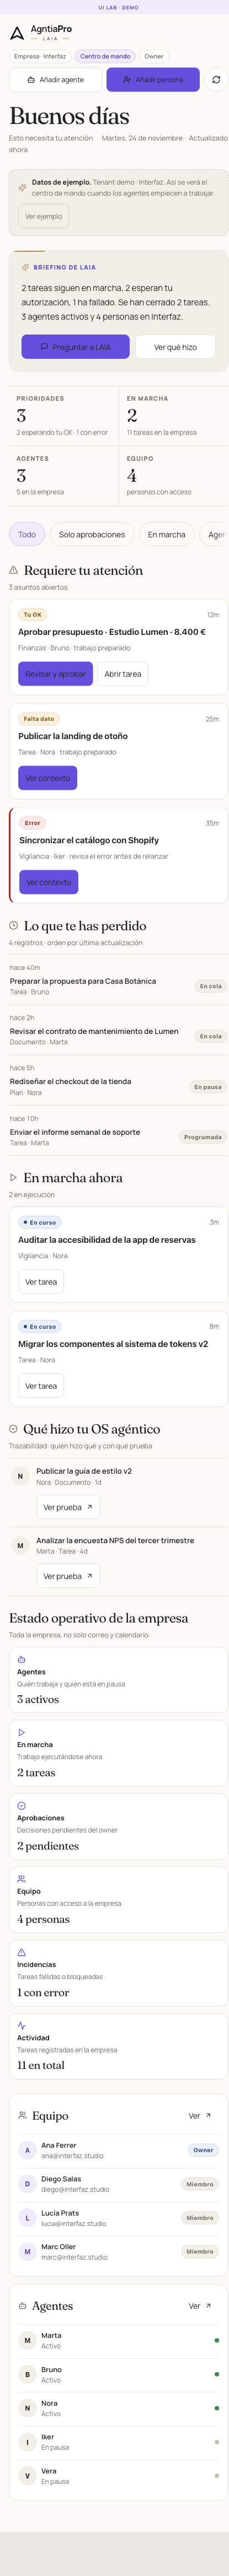 UI LAB · DEMO
AgntiaPro
LAIA
Empresa · Interfaz
Centro de mando
Owner
Añadir agente
Añadir persona
Buenos días
Esto necesita tu atención · Martes, 24 de noviembre · Actualizado
ahora
Datos de ejemplo. Tenant demo · Interfaz. Así se verá el
centro de mando cuando los agentes empiecen a trabajar.
Ver ejemplo
BRIEFING DE LAIA
2 tareas siguen en marcha, 2 esperan tu
autorización, 1 ha fallado. Se han cerrado 2 tareas.
3 agentes activos y 4 personas en Interfaz.
Preguntar a LAIA
Ver qué hizo
PRIORIDADES
3
2 esperando tu OK · 1 con error
EN MARCHA
2
11 tareas en la empresa
AGENTES
3
5 en la empresa
EQUIPO
4
personas con acceso
Todo
Solo aprobaciones
En marcha
Agen
Requiere tu atención
3 asuntos abiertos
Tu OK
12m
Aprobar presupuesto · Estudio Lumen · 8.400 €
Finanzas · Bruno · trabajo preparado
Revisar y aprobar
Abrir tarea
Falta dato
25m
Publicar la landing de otoño
Tarea · Nora · trabajo preparado
Ver contexto
Error
35m
Sincronizar el catálogo con Shopify
Vigilancia · Iker · revisa el error antes de relanzar
Ver contexto
Lo que te has perdido
4 registros · orden por última actualización
hace 40m
Preparar la propuesta para Casa Botànica
Tarea · Bruno
En cola
hace 2h
Revisar el contrato de mantenimiento de Lumen
Documento · Marta
En cola
hace 5h
Rediseñar el checkout de la tienda
Plan · Nora
En pausa
hace 10h
Enviar el informe semanal de soporte
Tarea · Marta
Programada
En marcha ahora
2 en ejecución
En curso
3m
Auditar la accesibilidad de la app de reservas
Vigilancia · Nora
Ver tarea
En curso
8m
Migrar los componentes al sistema de tokens v2
Tarea · Nora
Ver tarea
Qué hizo tu OS agéntico
Trazabilidad: quién hizo qué y con qué prueba
N
Publicar la guía de estilo v2
Nora · Documento · 1d
Ver prueba
M
Analizar la encuesta NPS del tercer trimestre
Marta · Tarea · 4d
Ver prueba
Estado operativo de la empresa
Toda la empresa, no solo correo y calendario
Agentes
Quién trabaja y quién está en pausa
3 activos
En marcha
Trabajo ejecutándose ahora
2 tareas
Aprobaciones
Decisiones pendientes del owner
2 pendientes
Equipo
Personas con acceso a la empresa
4 personas
Incidencias
Tareas fallidas o bloqueadas
1 con error
Actividad
Tareas registradas en la empresa
11 en total
Equipo
Ver
A
Ana Ferrer
ana@interfaz.studio
Owner
D
Diego Salas
diego@interfaz.studio
Miembro
L
Lucia Prats
lucia@interfaz.studio
Miembro
M
Marc Oller
marc@interfaz.studio
Miembro
Agentes
Ver
M
Marta
Activo
B
Bruno
Activo
N
Nora
Activo
I
Iker
En pausa
V
Vera
En pausa